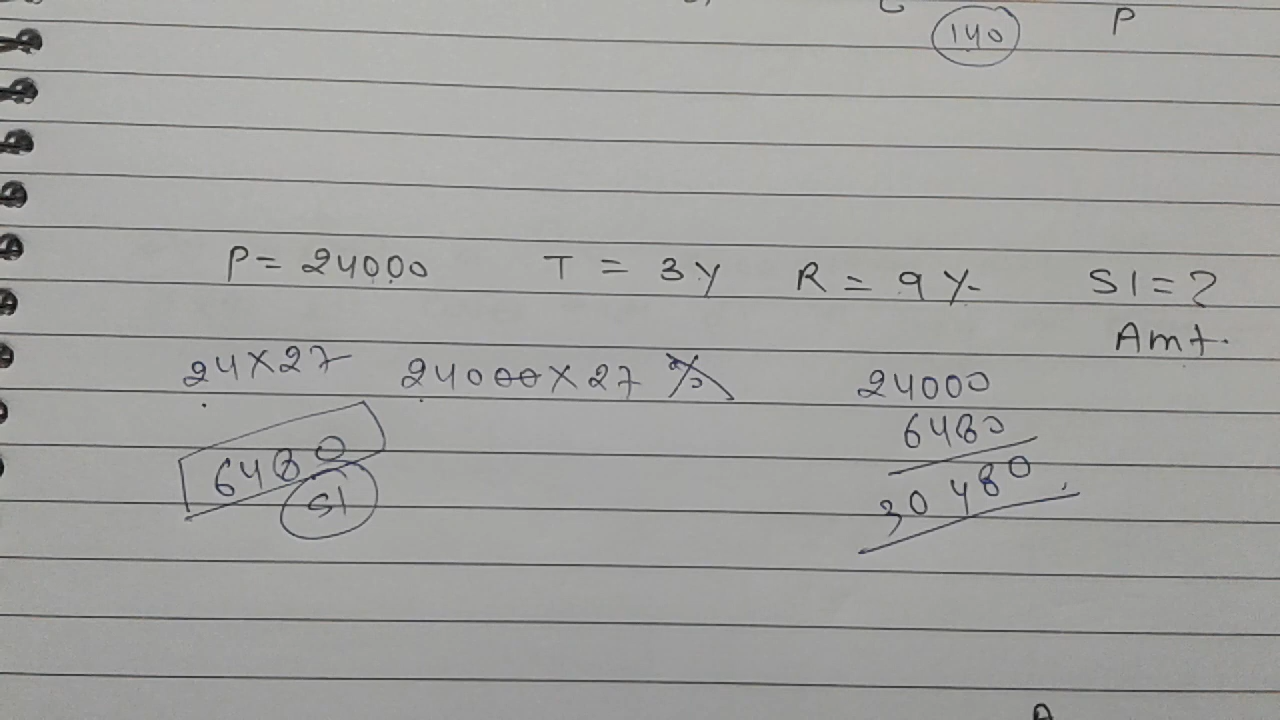 140 P
P = 24000 T = 3 y R = 9 % SI = ?
Amt.
24 X 27 24000 X 27 % 24000
6480 6480
SI 30480